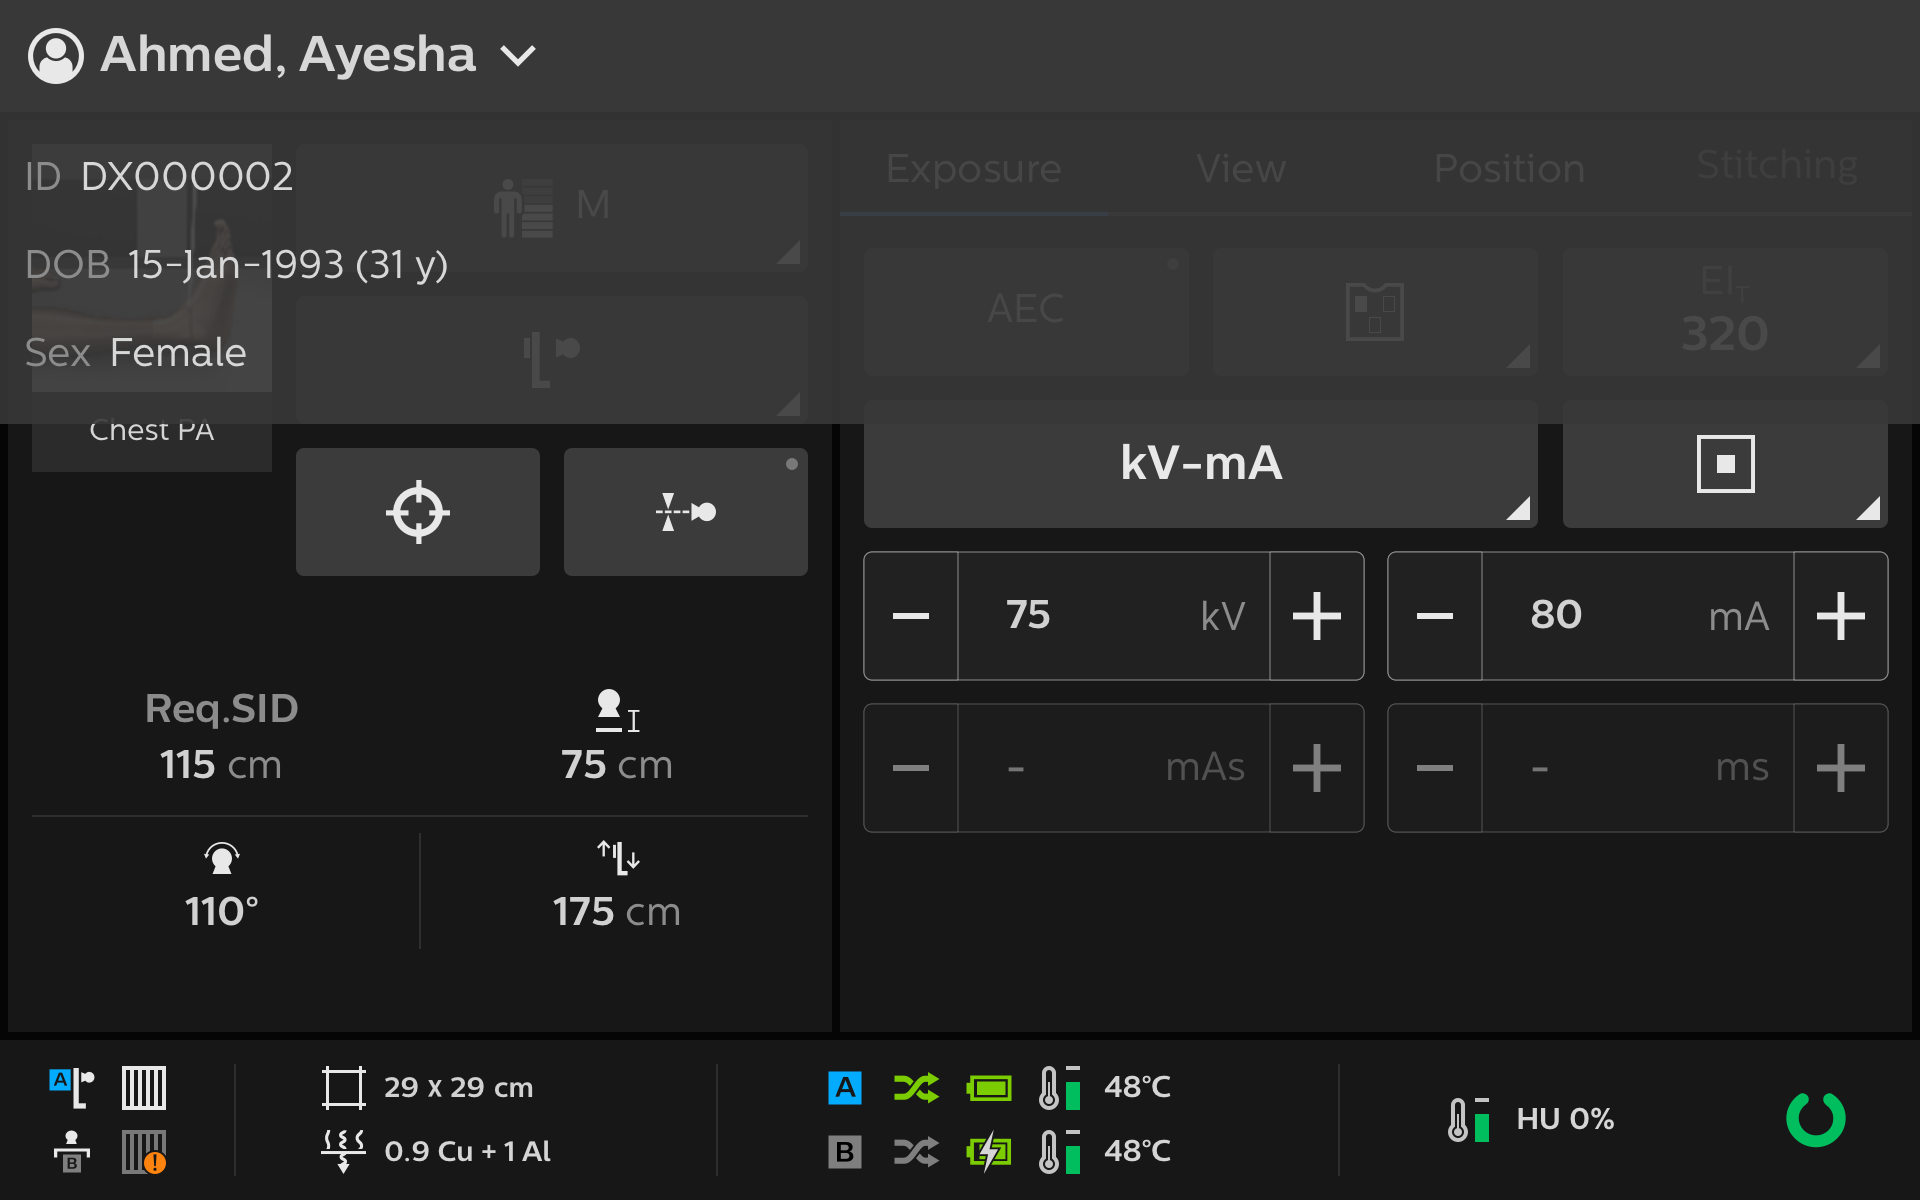 Ahmed, Ayesha
ID DX000002
DOB 15-Jan-1993 (31 y)
Sex Female
Chest PA
M
Req.SID
115 cm
75 cm
110°
175 cm
Exposure View Position Stitching
AEC
EIT
320
kV-mA
75 kV
80 mA
- mAs
- ms
A
B
29 x 29 cm
0.9 Cu + 1 Al
A 48°C
B 48°C
HU 0%